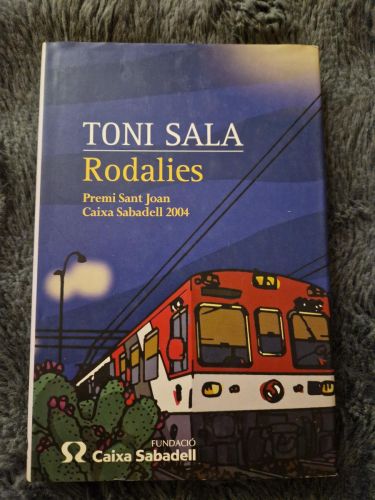 TONI SALA
Rodalies
Premi Sant Joan
Caixa Sabadell 2004
FUNDACIÓ
Caixa Sabadell